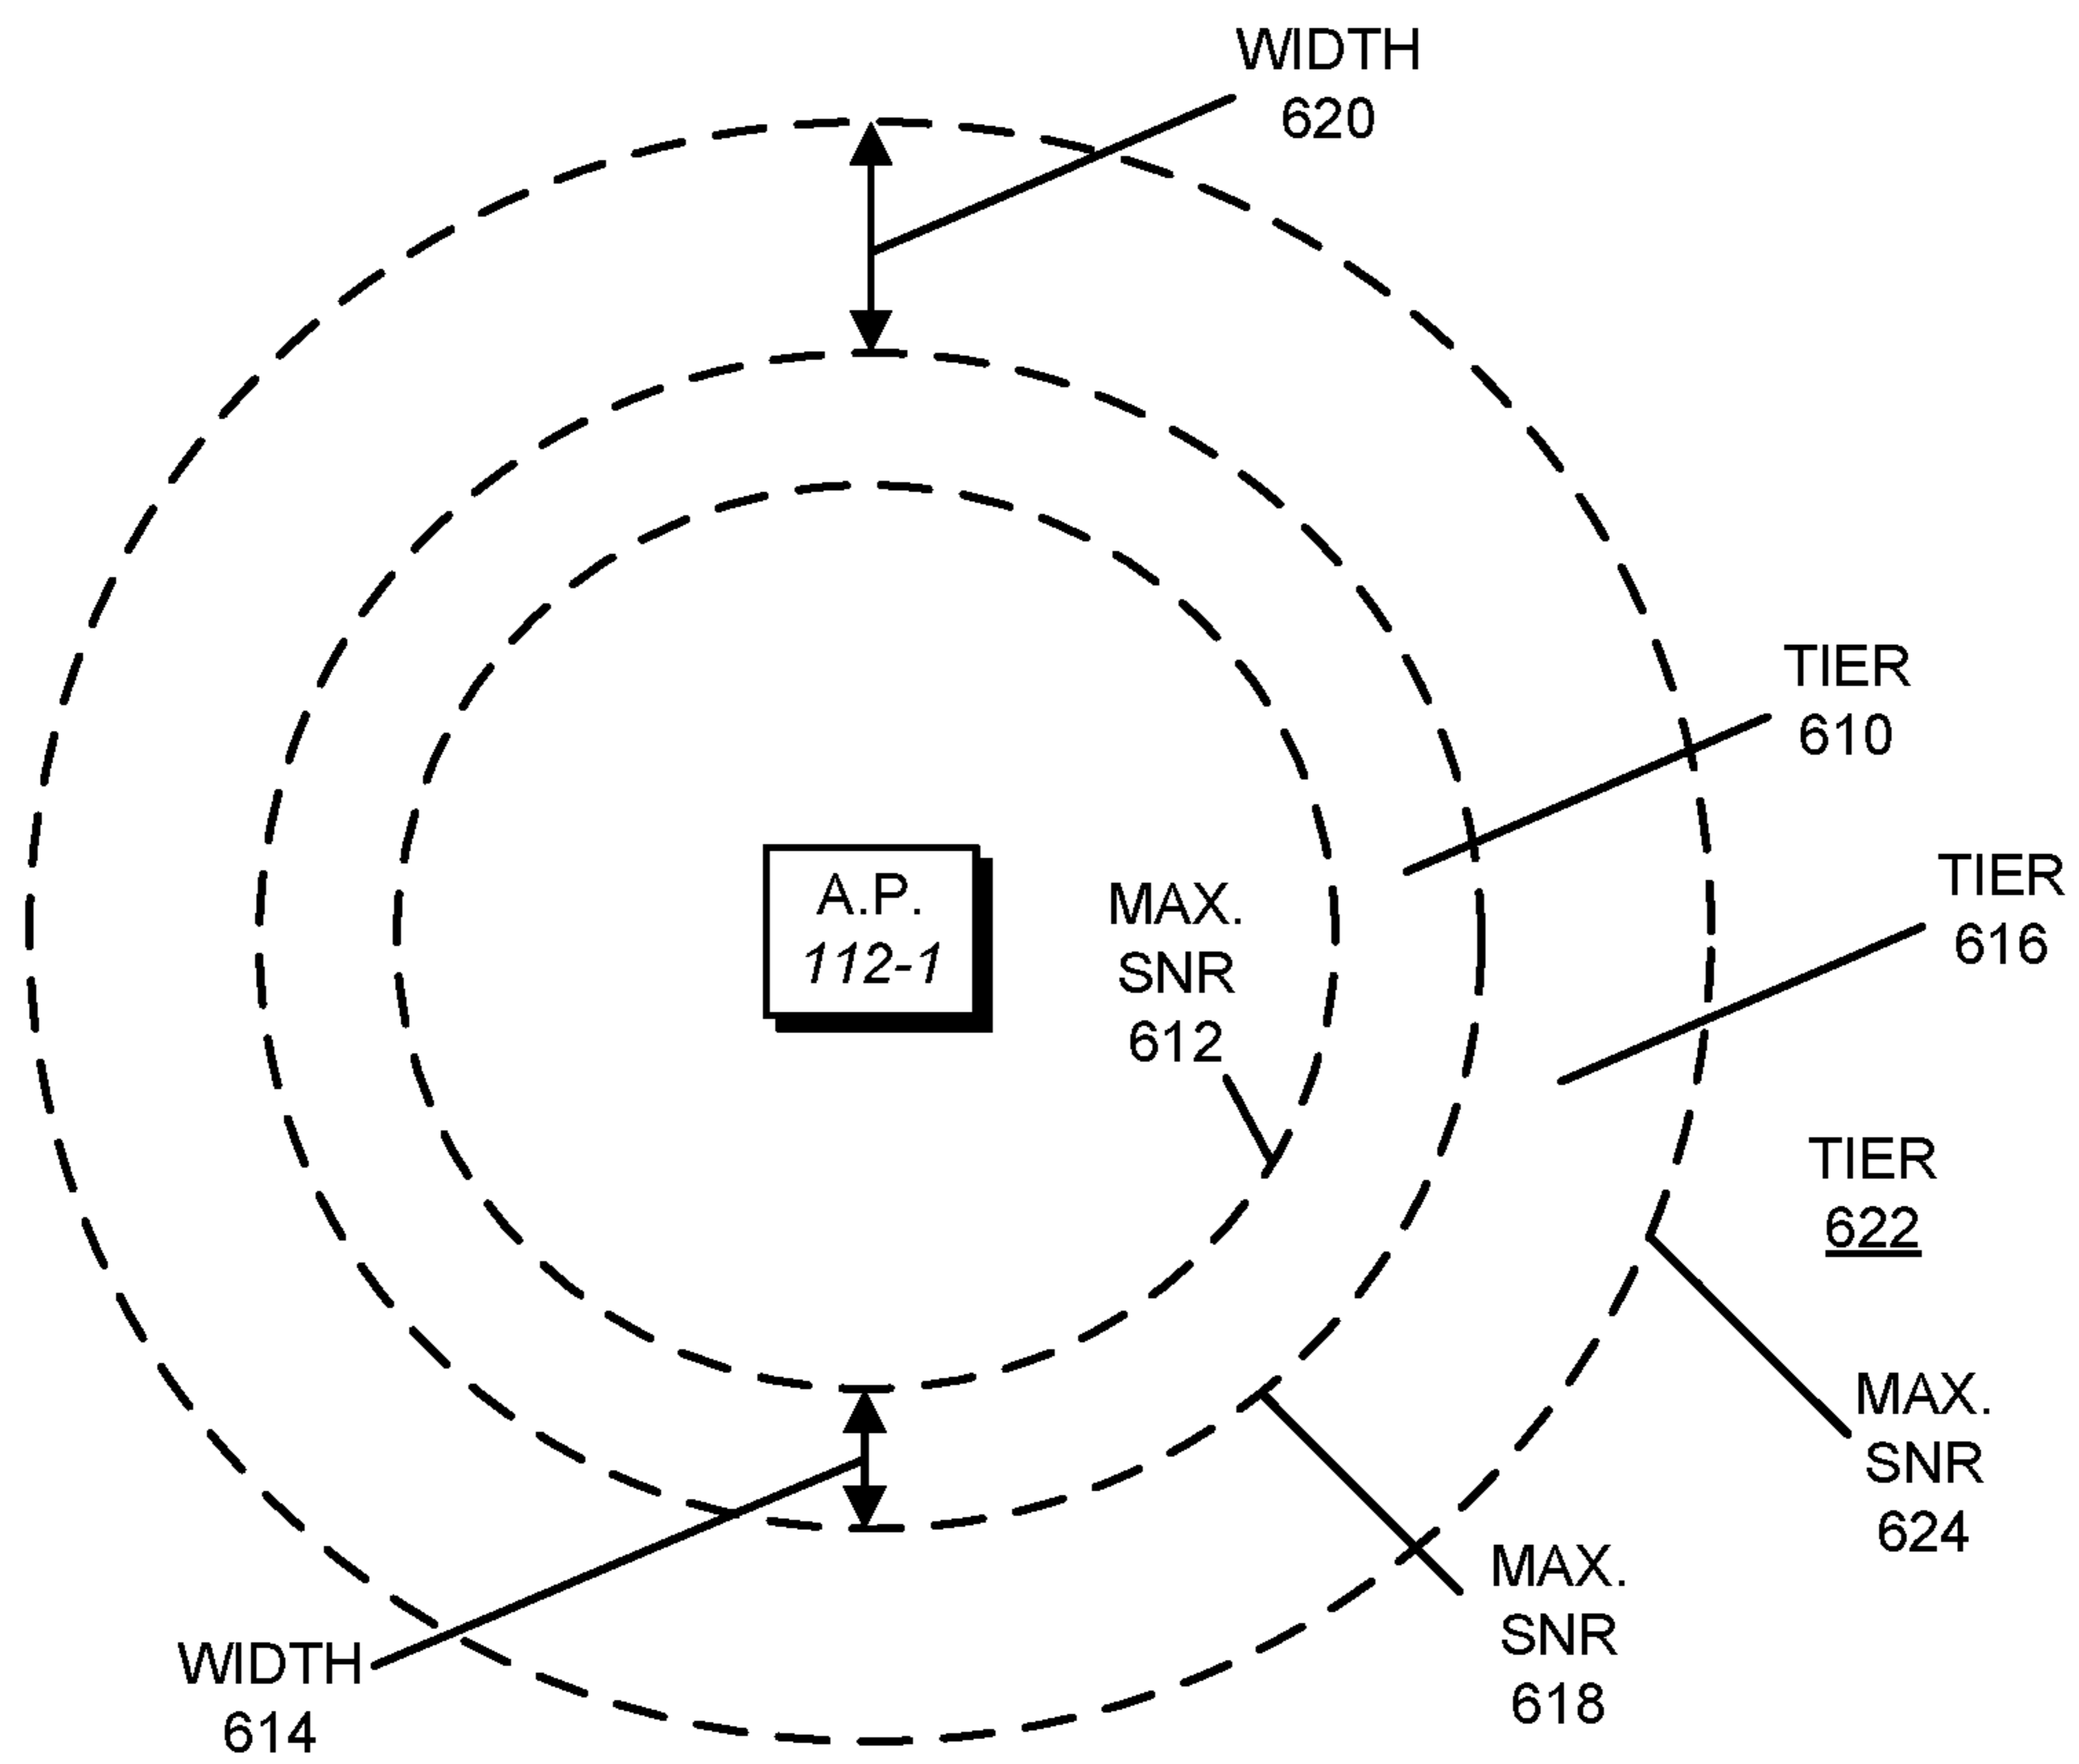 WIDTH
620
TIER
610
A.P.
112-1
MAX.
SNR
612
TIER
616
TIER
622
MAX.
SNR
624
MAX.
SNR
618
WIDTH
614